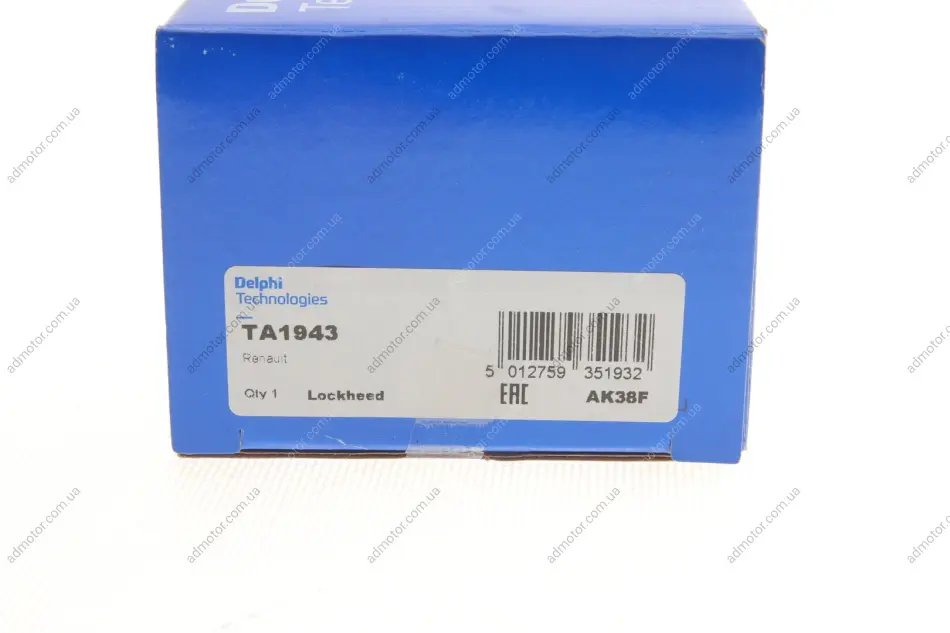 Delphi
Technologies
TA1943
Renault
Qty 1
Lockheed
5 012759 351932
EAC
AK38F
admotor.com.ua